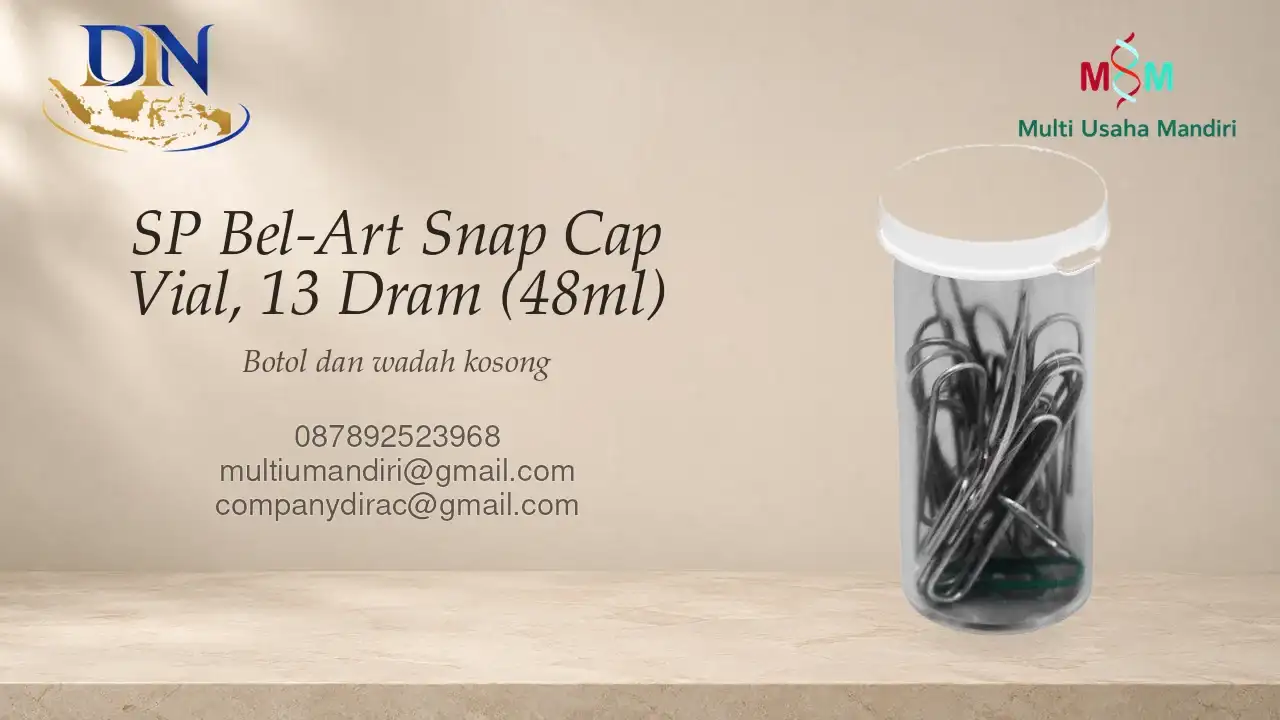 DN
MSM
Multi Usaha Mandiri
SP Bel-Art Snap Cap
Vial, 13 Dram (48ml)
Botol dan wadah kosong
087892523968
multiumandiri@gmail.com
companydirac@gmail.com